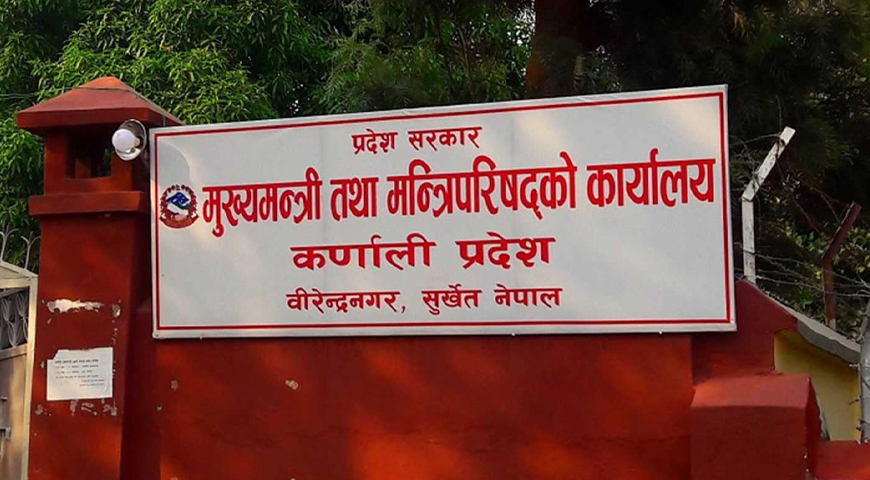 प्रदेश सरकार
मुख्यमन्त्री तथा मन्त्रिपरिषद्को कार्यालय
कर्णाली प्रदेश
वीरेन्द्रनगर, सुर्खेत नेपाल